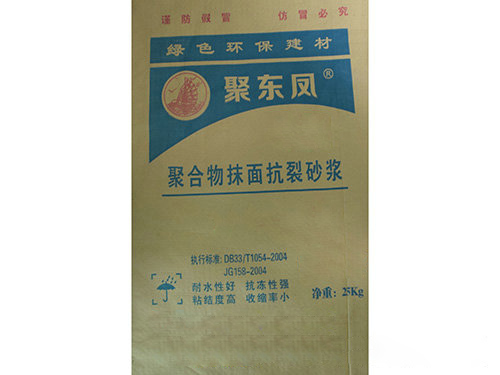 谨防假冒 仿冒必究
绿色环保建材
聚东凤®
聚合物抹面抗裂砂浆
执行标准: DB33/T1054-2004
JG158-2004
耐水性好 抗冻性强
粘结度高 收缩率小
净重: 25Kg